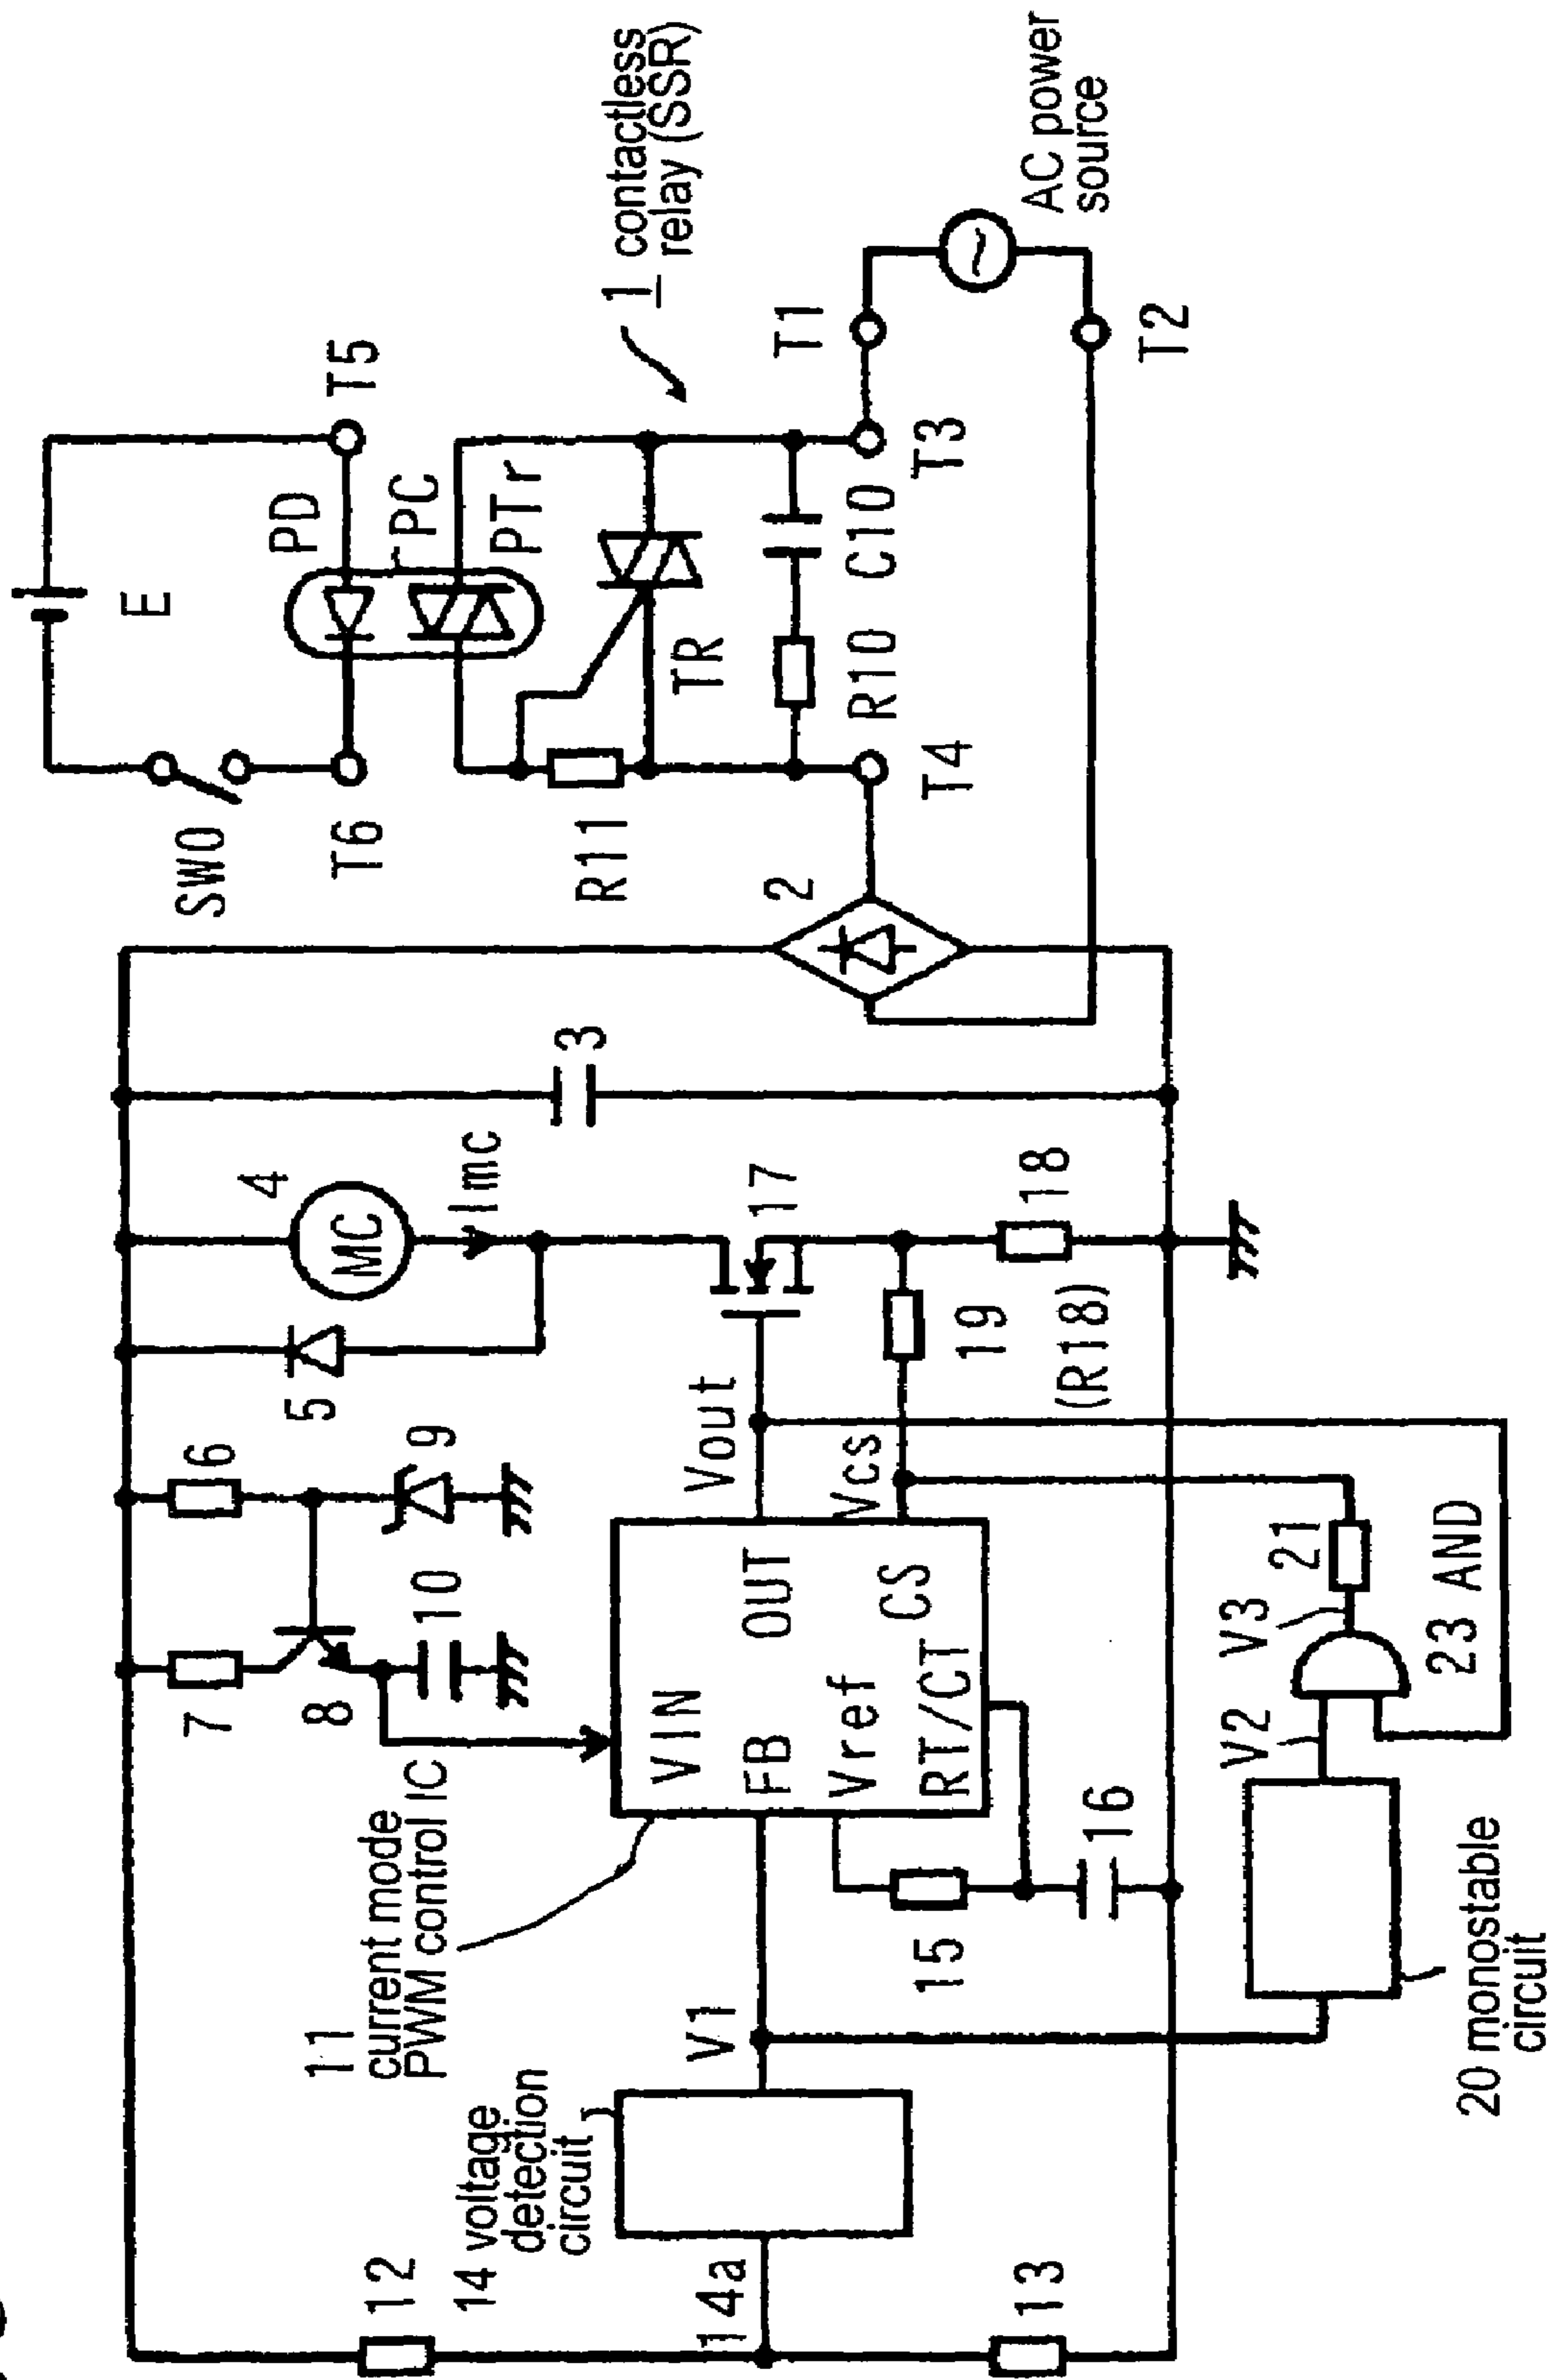 E
SW0
T6
T5
PD
PC
PTr
R11
TR
R10
C10
T4
T3
T1
T2
1 contactless
relay (SSR)
AC power
source
2
3
4
MC
Imc
5
6
7
8
9
10
11
current mode
PWM control IC
VIN
FB
OUT
Vref
CS
RT/CT
Vout
Vcs
17
18
(R18)
19
12
14 voltage
detection
circuit
14a
13
V1
15
16
20 monostable
circuit
V2
V3
21
23 AND